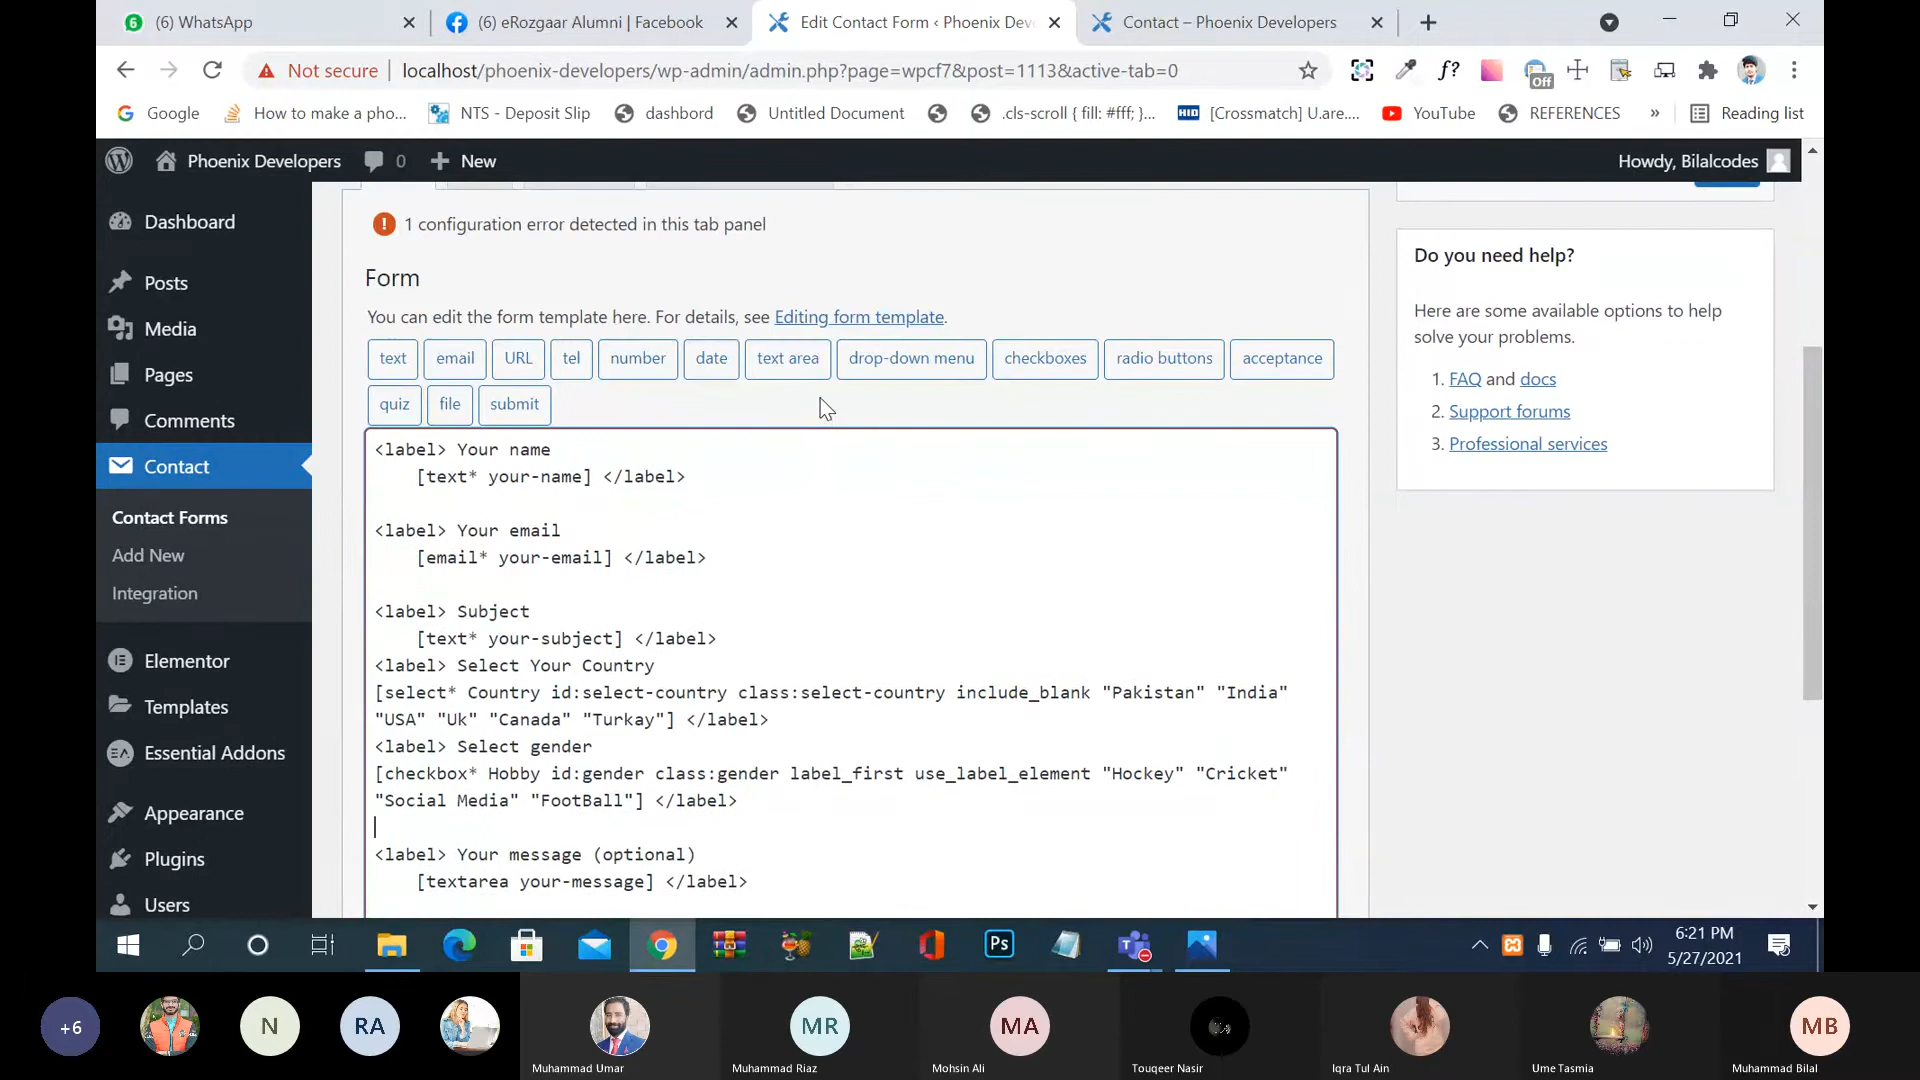 (6) WhatsApp
(6) eRozgaar Alumni | Facebook
Edit Contact Form ‹ Phoenix Dev
Contact – Phoenix Developers
Not secure
localhost/phoenix-developers/wp-admin/admin.php?page=wpcf7&post=1113&active-tab=0
f?
Off
Google
How to make a pho...
NTS - Deposit Slip
dashbord
Untitled Document
.cls-scroll { fill: #fff; }...
HID
[Crossmatch] U.are....
YouTube
REFERENCES
»
Reading list
Phoenix Developers
0
New
Howdy, Bilalcodes
Dashboard
Posts
Media
Pages
Comments
Contact
Contact Forms
Add New
Integration
Elementor
Templates
Essential Addons
Appearance
Plugins
Users
1 configuration error detected in this tab panel
Form
You can edit the form template here. For details, see Editing form template.
text
email
URL
tel
number
date
text area
drop-down menu
checkboxes
radio buttons
acceptance
quiz
file
submit
<label> Your name
[text* your-name] </label>
<label> Your email
[email* your-email] </label>
<label> Subject
[text* your-subject] </label>
<label> Select Your Country
[select* Country id:select-country class:select-country include_blank "Pakistan" "India"
"USA" "Uk" "Canada" "Turkay"] </label>
<label> Select gender
[checkbox* Hobby id:gender class:gender label_first use_label_element "Hockey" "Cricket"
"Social Media" "FootBall"] </label>
<label> Your message (optional)
[textarea your-message] </label>
Do you need help?
Here are some available options to help
solve your problems.
1. FAQ and docs
2. Support forums
3. Professional services
Ps
6:21 PM
5/27/2021
+6
N
RA
MR
MA
MB
Muhammad Umar
Muhammad Riaz
Mohsin Ali
Touqeer Nasir
Iqra Tul Ain
Ume Tasmia
Muhammad Bilal